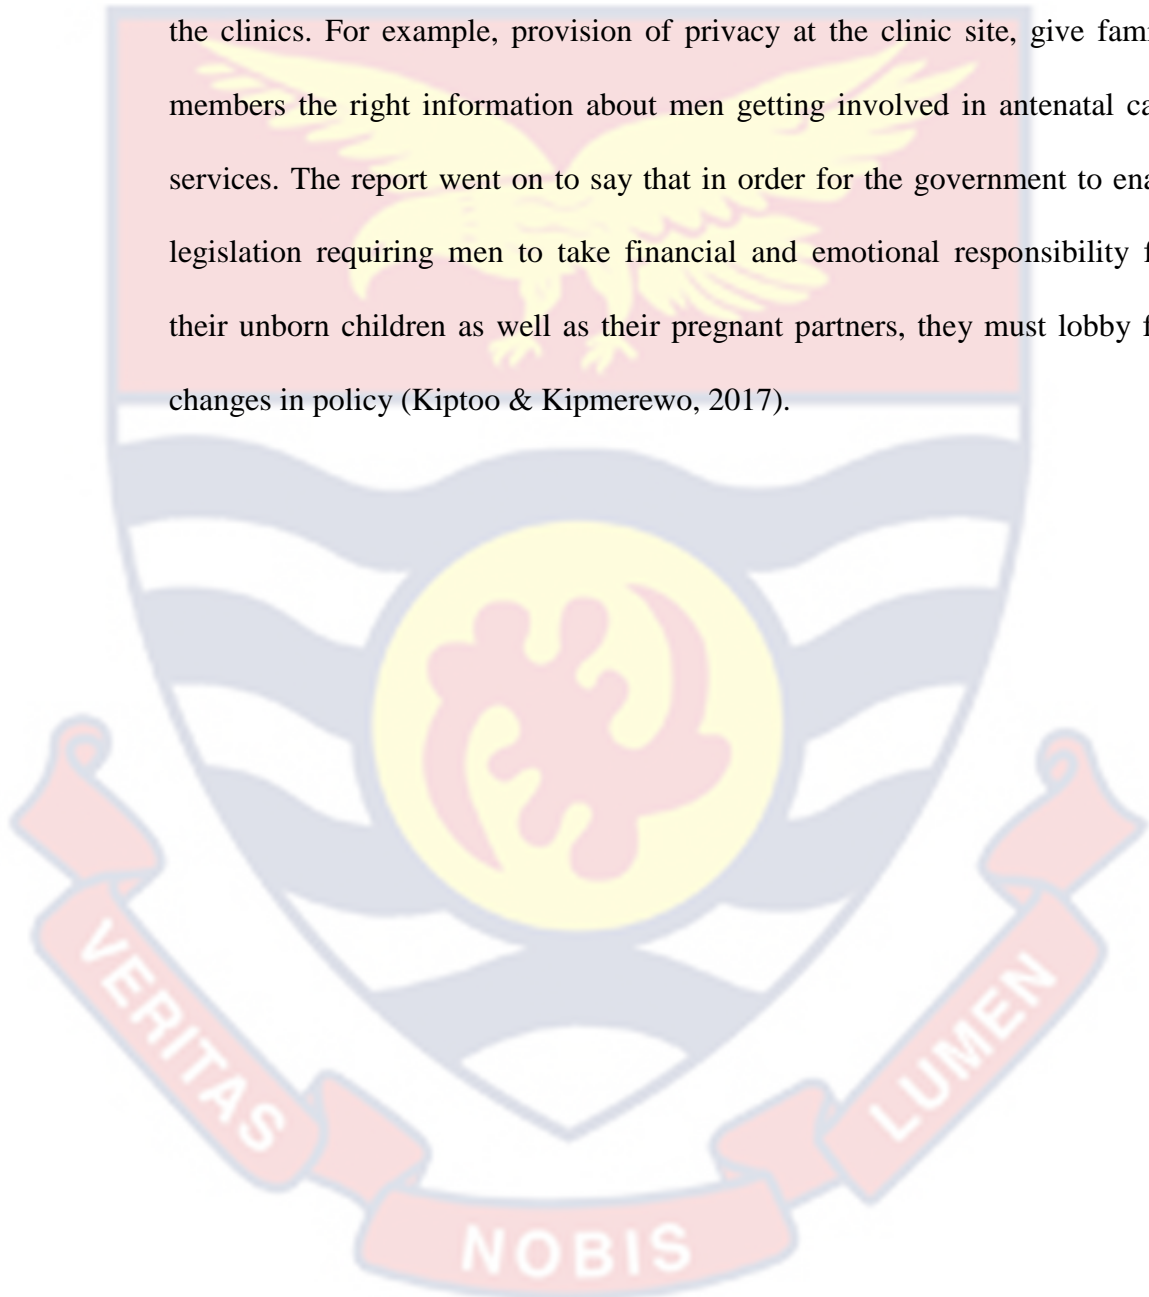 the clinics. For example, provision of privacy at the clinic site, give fami
members the right information about men getting involved in antenatal ca
services. The report went on to say that in order for the government to ena
legislation requiring men to take financial and emotional responsibility f
their unborn children as well as their pregnant partners, they must lobby f
changes in policy (Kiptoo & Kipmerewo, 2017).
VERITAS
NOBIS
LUMEN